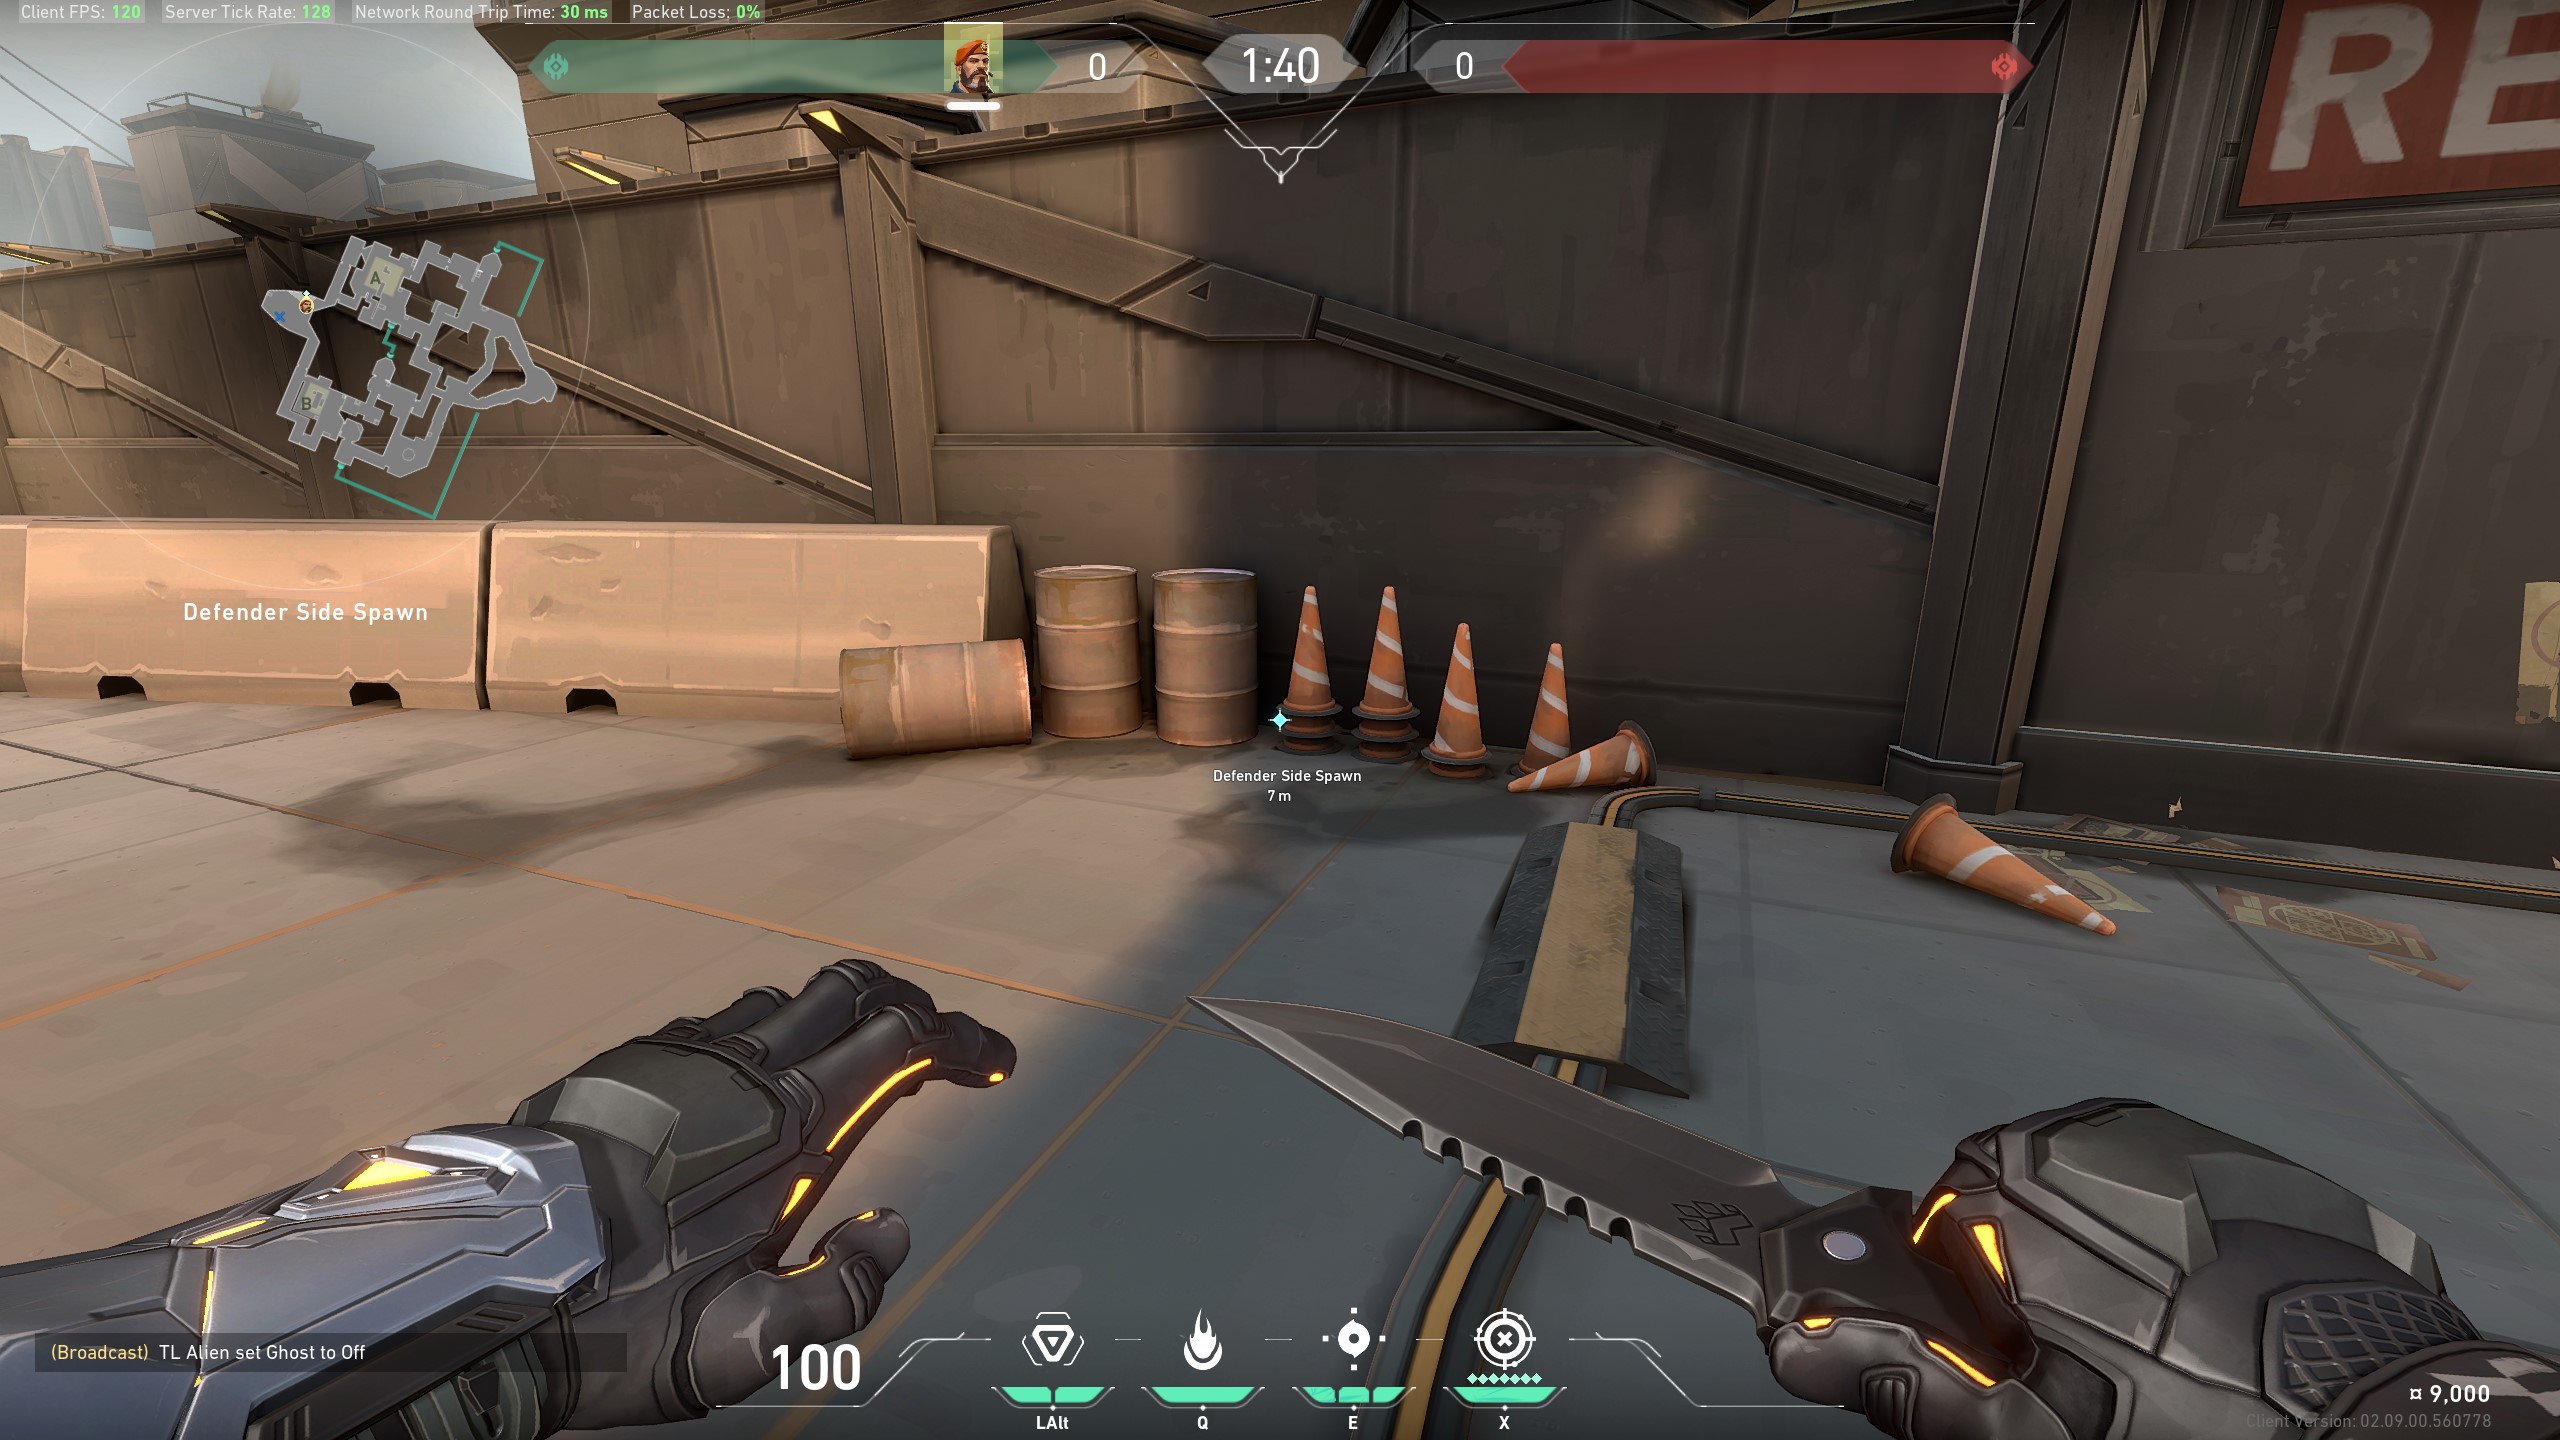 Client FPS: 120 Server Tick Rate: 128 Network Round Trip Time: 30 ms Packet Loss: 0%
0 1:40 0
RE
A
B
Defender Side Spawn
Defender Side Spawn
7 m
(Broadcast) TL Alien set Ghost to Off
100
LAlt Q E X
¤ 9,000
Client Version: 02.09.00.560778